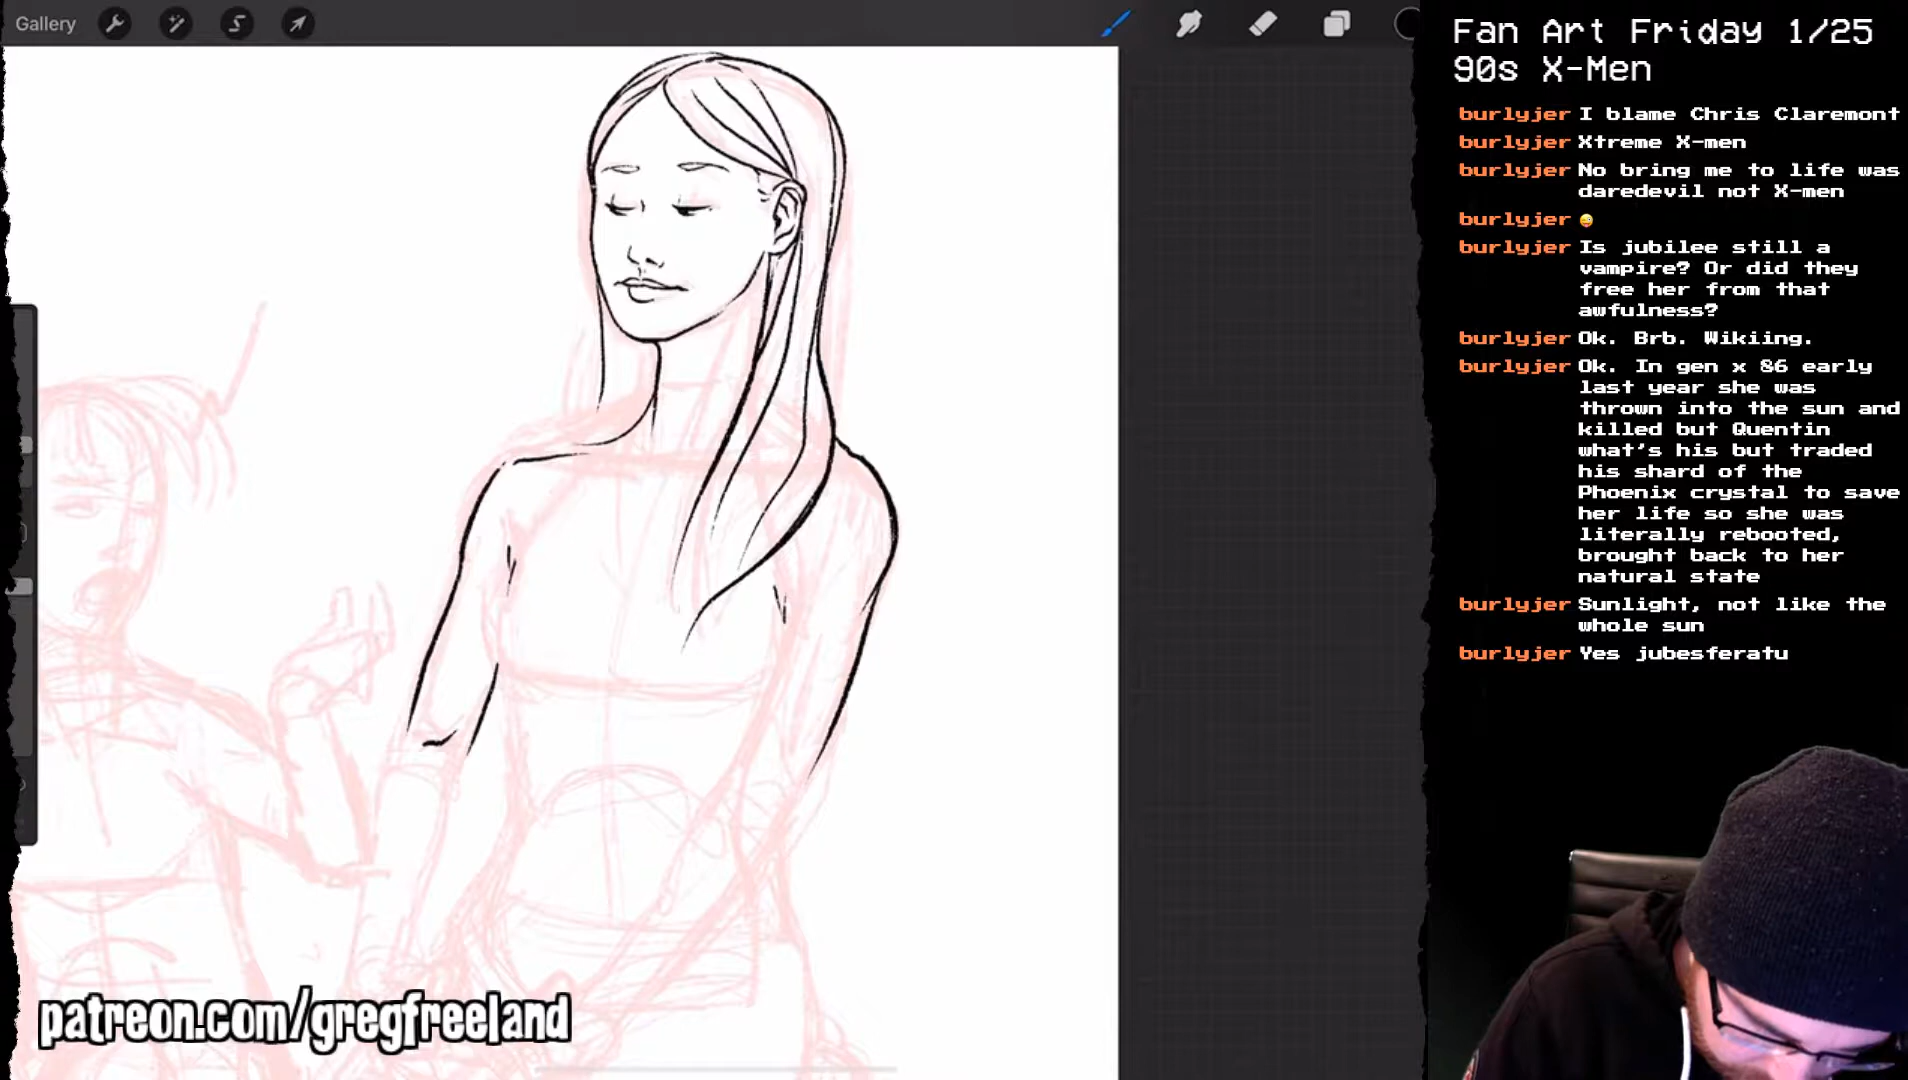 Gallery
Fan Art Friday 1/25
90s X-Men
burlyjer I blame Chris Claremont
burlyjer Xtreme X-men
burlyjer No bring me to life was
daredevil not X-men
burlyjer 😜
burlyjer Is jubilee still a
vampire? Or did they
free her from that
awfulness?
burlyjer Ok. Brb. Wikiing.
burlyjer Ok. In gen x 86 early
last year she was
thrown into the sun and
killed but Quentin
what's his but traded
his shard of the
Phoenix crystal to save
her life so she was
literally rebooted,
brought back to her
natural state
burlyjer Sunlight, not like the
whole sun
burlyjer Yes jubesferatu
patreon.com/gregfreeland